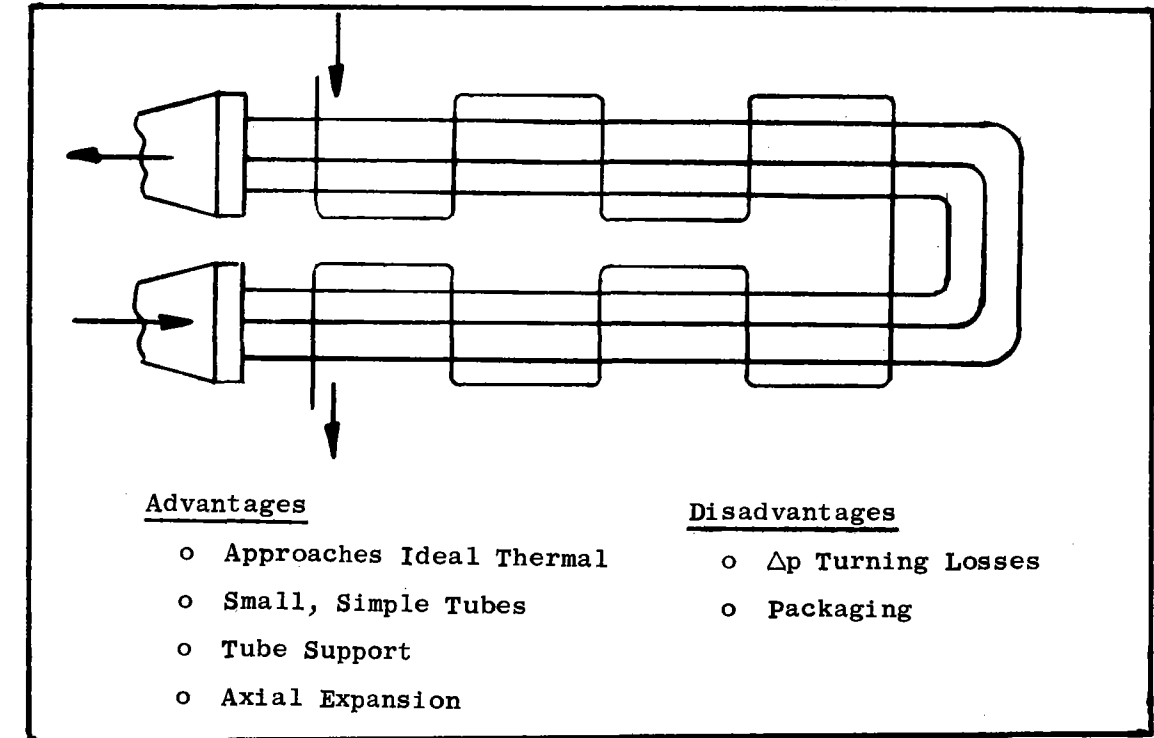 Advantages
o Approaches Ideal Thermal
o Small, Simple Tubes
o Tube Support
o Axial Expansion
Disadvantages
o Δp Turning Losses
o Packaging